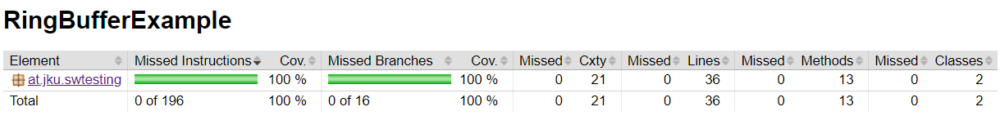 RingBufferExample
Element Missed Instructions Cov. Missed Branches Cov. Missed Cxty Missed Lines Missed Methods Missed Classes
at.jku.swtesting 100 % 100 % 0 21 0 36 0 13 0 2
Total 0 of 196 100 % 0 of 16 100 % 0 21 0 36 0 13 0 2